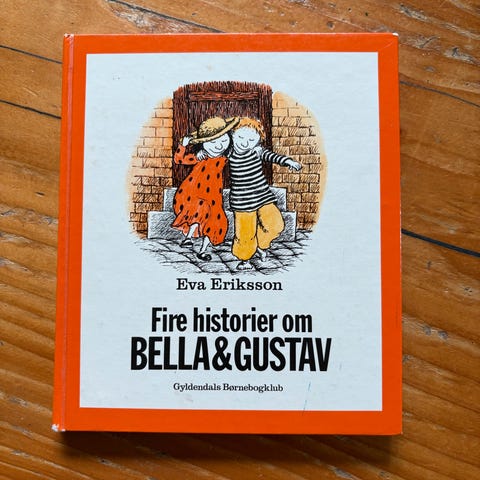 Eva Eriksson
Fire historier om
BELLA&GUSTAV
Gyldendals Børnebogklub